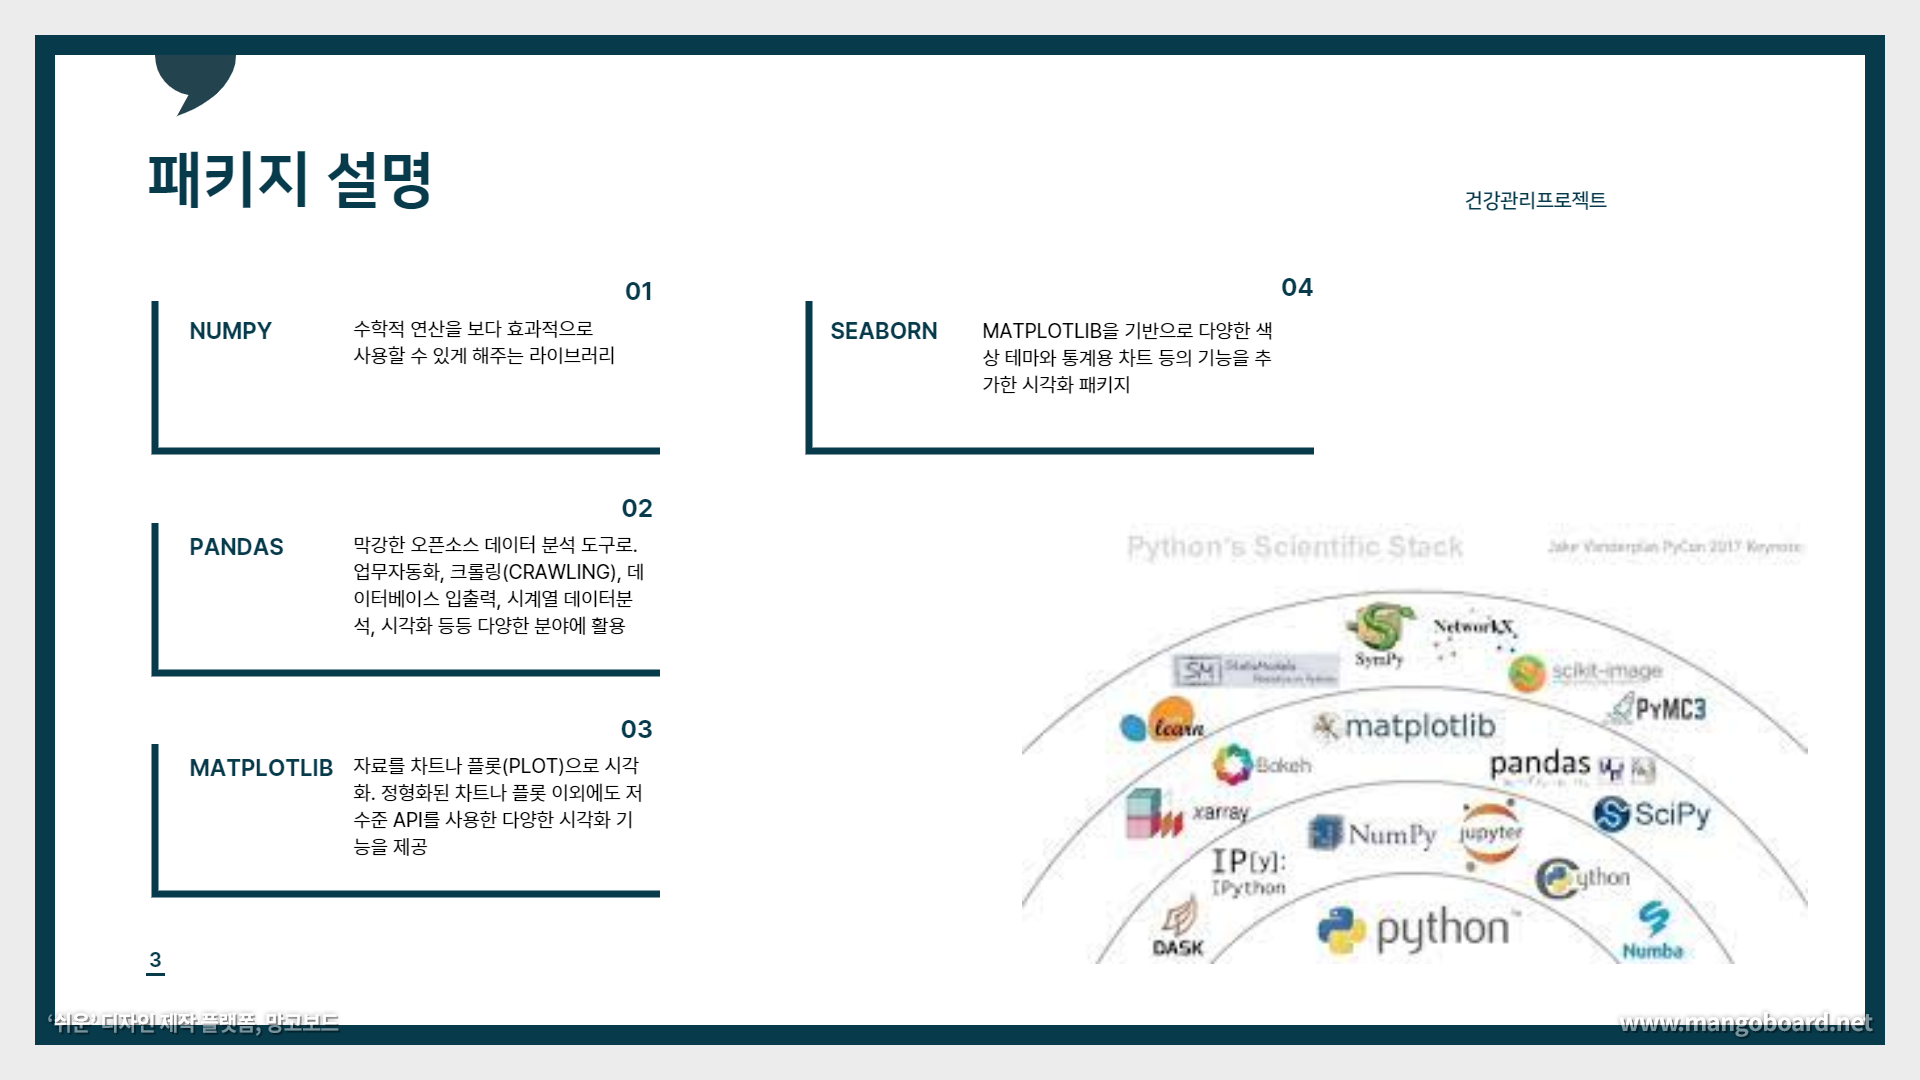 패키지 설명
건강관리프로젝트
01
NUMPY
수학적 연산을 보다 효과적으로
사용할 수 있게 해주는 라이브러리
02
PANDAS
막강한 오픈소스 데이터 분석 도구로.
업무자동화, 크롤링(CRAWLING), 데
이터베이스 입출력, 시계열 데이터분
석, 시각화 등등 다양한 분야에 활용
03
MATPLOTLIB
자료를 차트나 플롯(PLOT)으로 시각
화. 정형화된 차트나 플롯 이외에도 저
수준 API를 사용한 다양한 시각화 기
능을 제공
04
SEABORN
MATPLOTLIB을 기반으로 다양한 색
상 테마와 통계용 차트 등의 기능을 추
가한 시각화 패키지
Python's Scientific Stack
Jake Vanderplas PyCon 2017 Keynote
SymPy
NetworkX
SM StatsModels
scikit-image
PyMC3
learn
matplotlib
Bokeh
pandas
xarray
NumPy
jupyter
SciPy
IP[y]:
IPython
Cython
DASK
python™
Numba
3
‘쉬운’ 디자인 제작 플랫폼, 망고보드
www.mangoboard.net